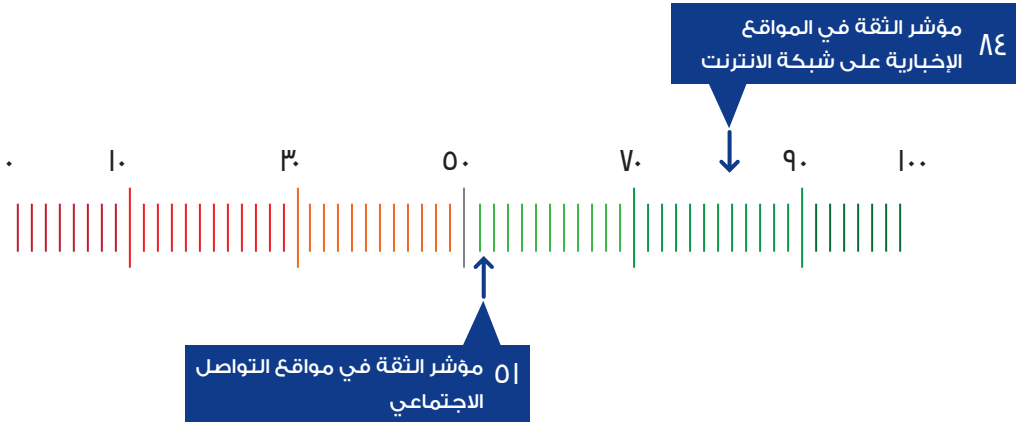 ٨٤ مؤشر الثقة في المواقع
الإخبارية على شبكة الانترنت
٠ ١٠ ٣٠ ٥٠ ٧٠ ٩٠ ١٠٠
٥١ مؤشر الثقة في مواقع التواصل
الاجتماعي